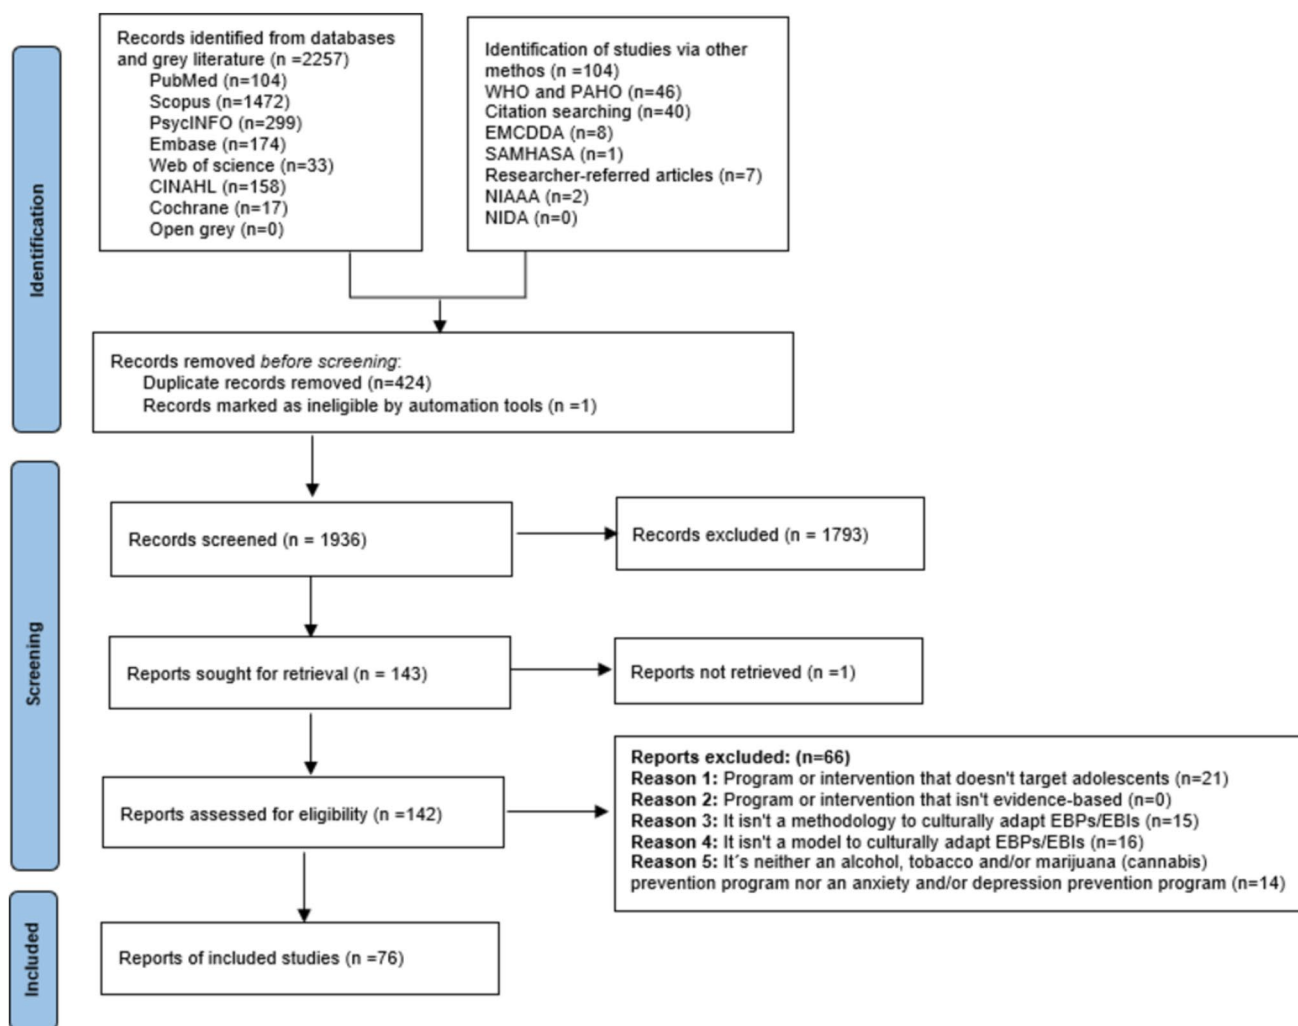 Identification
Records identified from databases
and grey literature (n =2257)
PubMed (n=104)
Scopus (n=1472)
PsycINFO (n=299)
Embase (n=174)
Web of science (n=33)
CINAHL (n=158)
Cochrane (n=17)
Open grey (n=0)
Identification of studies via other
methos (n =104)
WHO and PAHO (n=46)
Citation searching (n=40)
EMCDDA (n=8)
SAMHASA (n=1)
Researcher-referred articles (n=7)
NIAAA (n=2)
NIDA (n=0)
Records removed before screening:
Duplicate records removed (n=424)
Records marked as ineligible by automation tools (n =1)
Screening
Records screened (n = 1936)
Records excluded (n = 1793)
Reports sought for retrieval (n = 143)
Reports not retrieved (n =1)
Reports assessed for eligibility (n =142)
Reports excluded: (n=66)
Reason 1: Program or intervention that doesn't target adolescents (n=21)
Reason 2: Program or intervention that isn't evidence-based (n=0)
Reason 3: It isn't a methodology to culturally adapt EBPs/EBIs (n=15)
Reason 4: It isn't a model to culturally adapt EBPs/EBIs (n=16)
Reason 5: It´s neither an alcohol, tobacco and/or marijuana (cannabis)
prevention program nor an anxiety and/or depression prevention program (n=14)
Included
Reports of included studies (n =76)